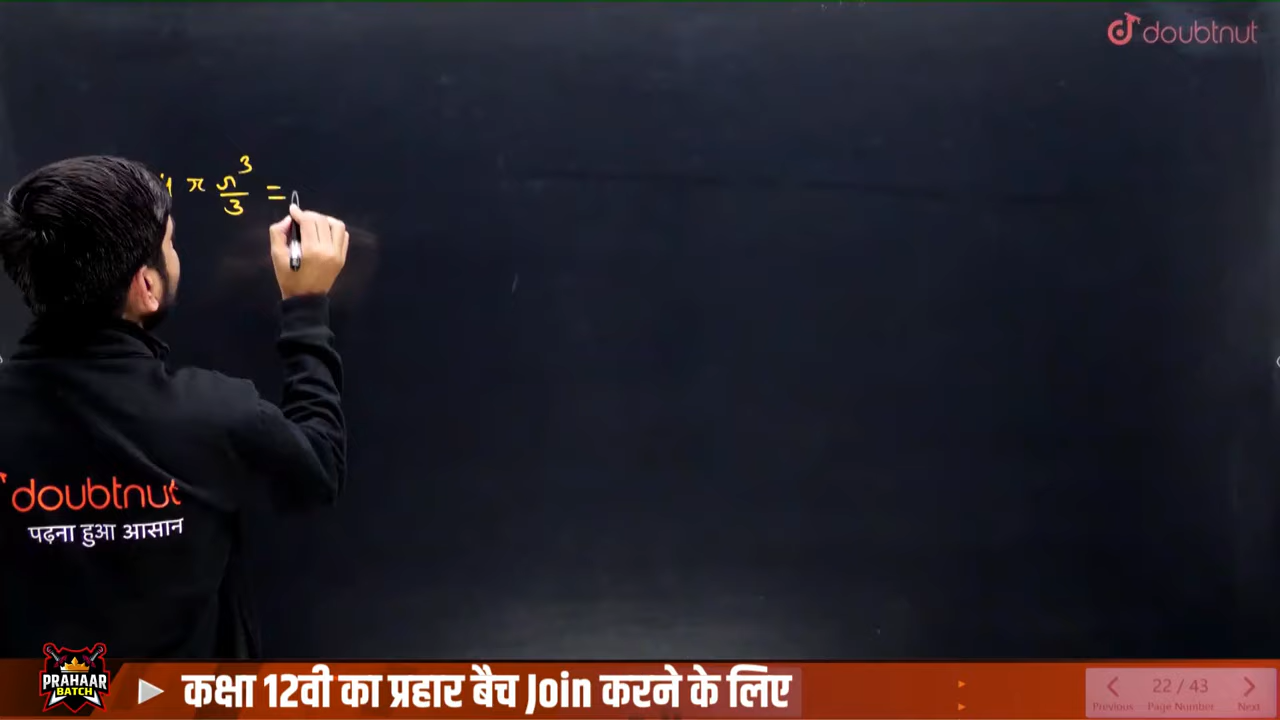 doubtnut
4 π r³/3 =
doubtnut
पढ़ना हुआ आसान
PRAHAAR
BATCH
कक्षा 12वी का प्रहार बैच Join करने के लिए
22 / 43
Previous Page Number Next